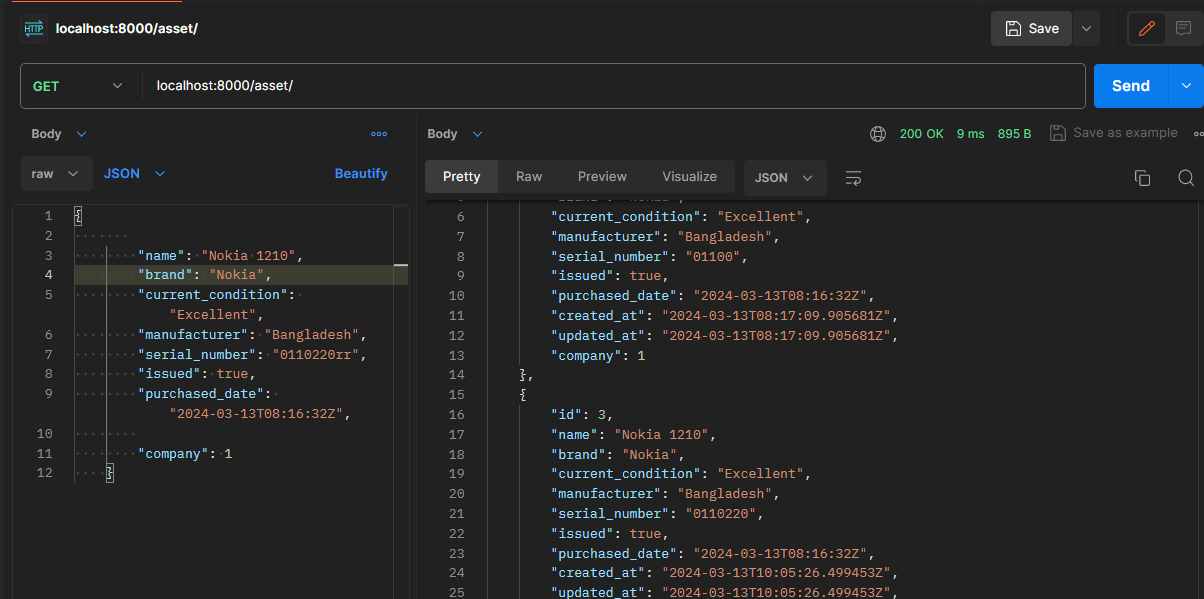 HTTP localhost:8000/asset/
Save
GET localhost:8000/asset/ Send
Body
raw JSON Beautify
1 {
2
3 "name": "Nokia 1210",
4 "brand": "Nokia",
5 "current_condition":
"Excellent",
6 "manufacturer": "Bangladesh",
7 "serial_number": "0110220rr",
8 "issued": true,
9 "purchased_date":
"2024-03-13T08:16:32Z",
10
11 "company": 1
12 }
Body 200 OK 9 ms 895 B Save as example
Pretty Raw Preview Visualize JSON
6 "current_condition": "Excellent",
7 "manufacturer": "Bangladesh",
8 "serial_number": "01100",
9 "issued": true,
10 "purchased_date": "2024-03-13T08:16:32Z",
11 "created_at": "2024-03-13T08:17:09.905681Z",
12 "updated_at": "2024-03-13T08:17:09.905681Z",
13 "company": 1
14 },
15 {
16 "id": 3,
17 "name": "Nokia 1210",
18 "brand": "Nokia",
19 "current_condition": "Excellent",
20 "manufacturer": "Bangladesh",
21 "serial_number": "0110220",
22 "issued": true,
23 "purchased_date": "2024-03-13T08:16:32Z",
24 "created_at": "2024-03-13T10:05:26.499453Z",
25 "updated_at": "2024-03-13T10:05:26.499453Z",